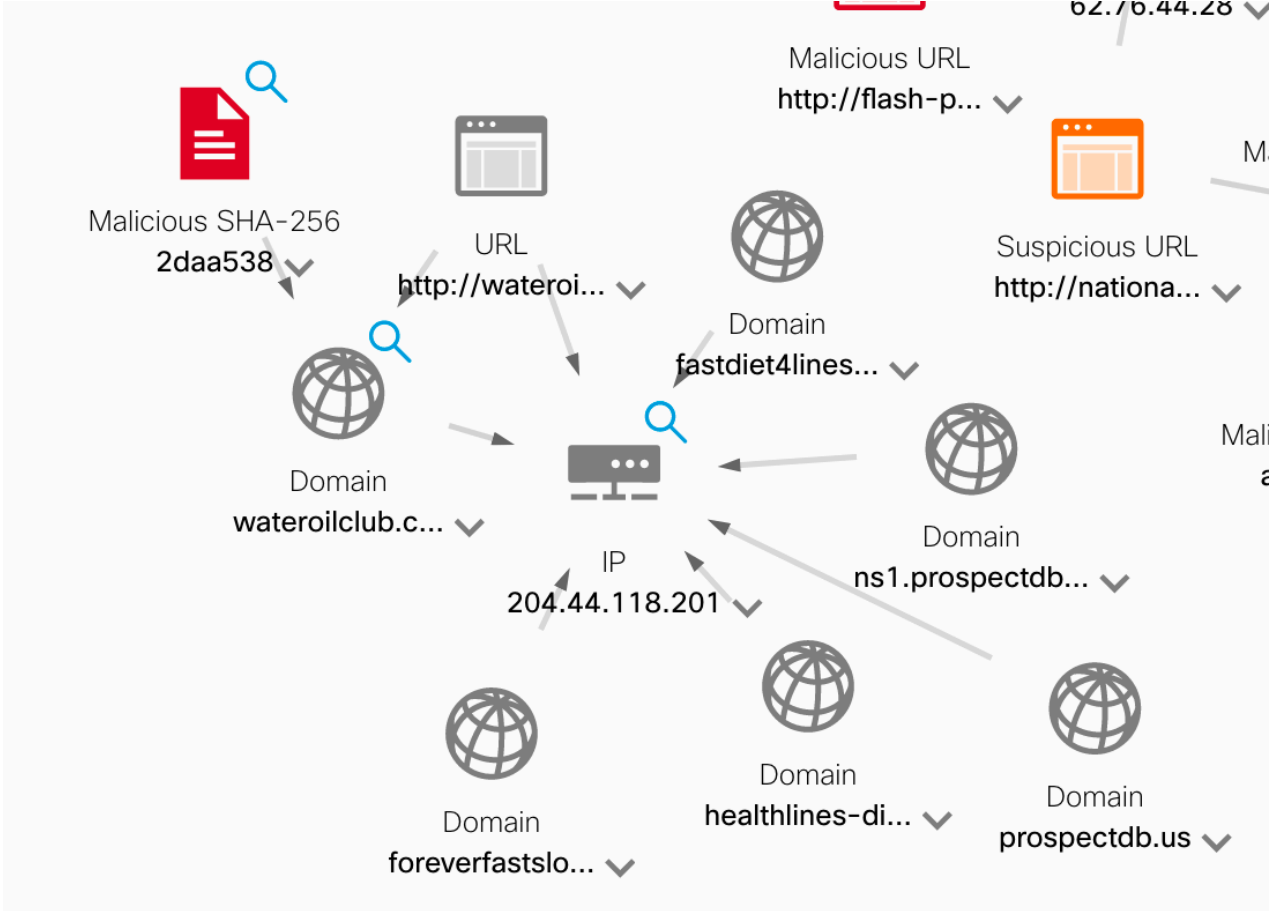 62.76.44.28
Malicious URL
http://flash-p...
Malicious SHA-256
2daa538
URL
http://wateroi...
Suspicious URL
http://nationa...
Domain
fastdiet4lines...
Domain
wateroilclub.c...
Domain
ns1.prospectdb...
IP
204.44.118.201
Domain
foreverfastslo...
Domain
healthlines-di...
Domain
prospectdb.us